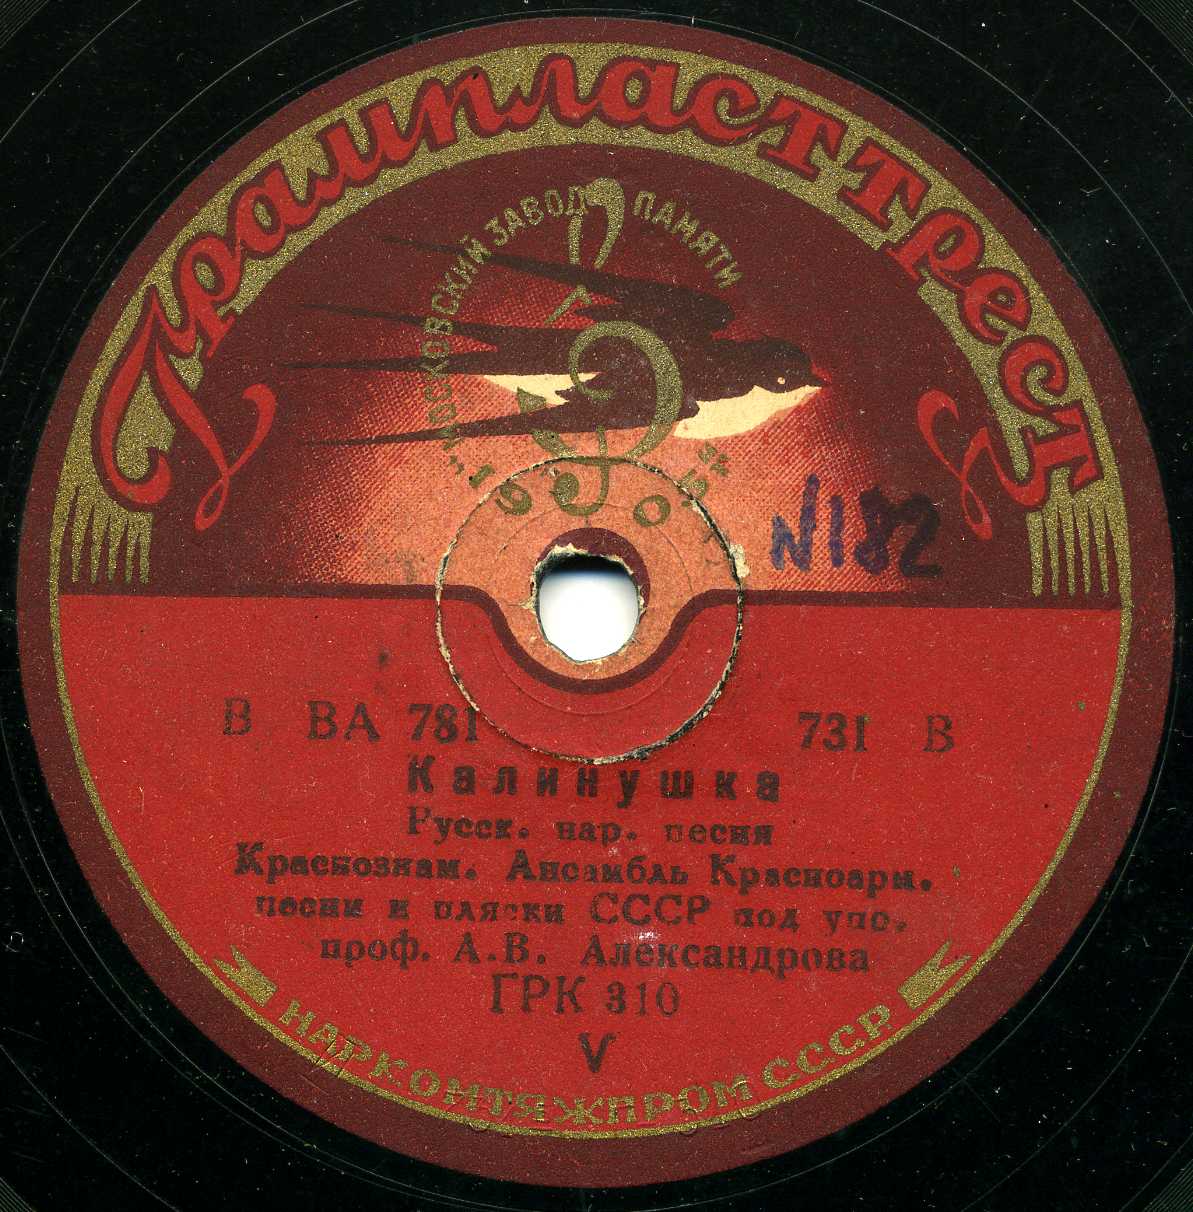 Грампласттрест
МОСКОВСКИЙ ЗАВОД ПАМЯТИ
1905
№182
В ВА 781 731 В
Калинушка
Русск. нар. песня
Краснознам. Ансамбль Красноарм.
песни и пляски СССР под упр.
проф. А.В. Александрова
ГРК 310
V
НАРКОМТЯЖПРОМ СССР